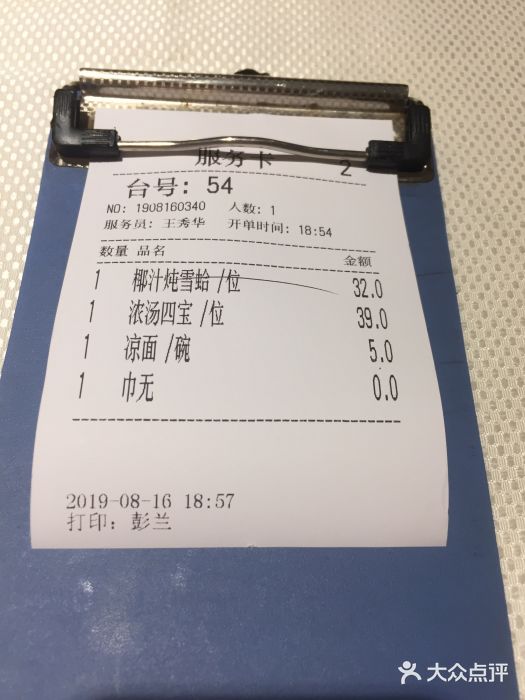 服务卡 2
台号: 54
NO: 1908160340 人数: 1
服务员: 王秀华 开单时间: 18:54
数量 品名 金额
1 椰汁炖雪蛤 /位 32.0
1 浓汤四宝 /位 39.0
1 凉面 /碗 5.0
1 巾无 0.0
2019-08-16 18:57
打印: 彭兰
大众点评